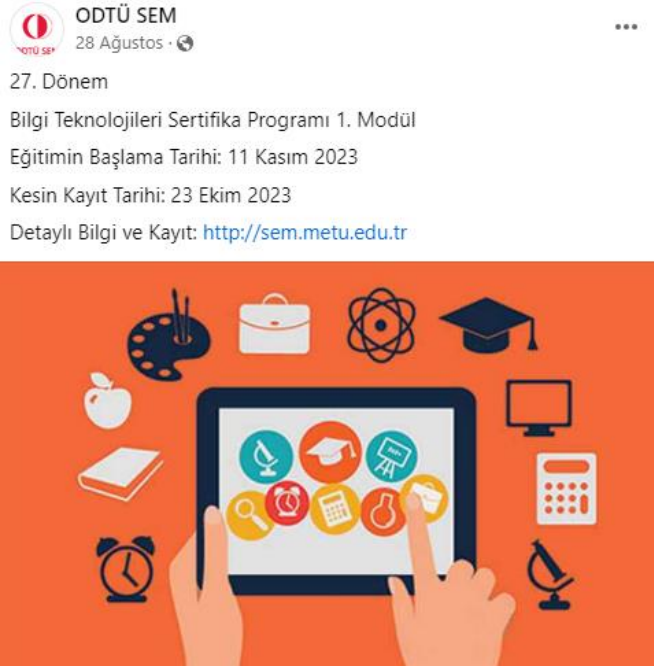 ODTÜ SEM
28 Ağustos ·
27. Dönem
Bilgi Teknolojileri Sertifika Programı 1. Modül
Eğitimin Başlama Tarihi: 11 Kasım 2023
Kesin Kayıt Tarihi: 23 Ekim 2023
Detaylı Bilgi ve Kayıt: http://sem.metu.edu.tr